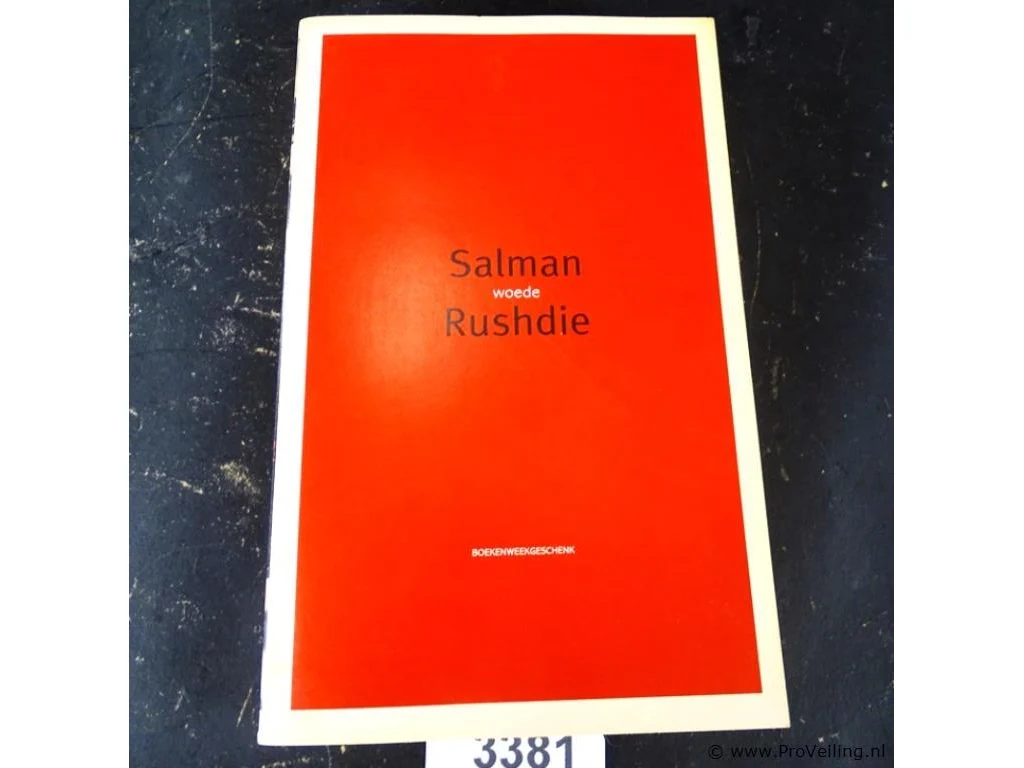 Salman
woede
Rushdie
BOEKENWEEKGESCHENK
3381
© www.ProVeiling.nl